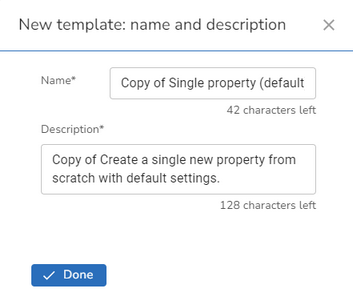 New template: name and description
Name*
Copy of Single property (default
42 characters left
Description*
Copy of Create a single new property from
scratch with default settings.
128 characters left
Done